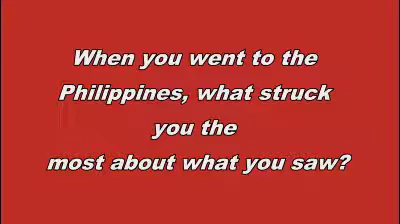 When you went to the
Philippines, what struck
you the
most about what you saw?